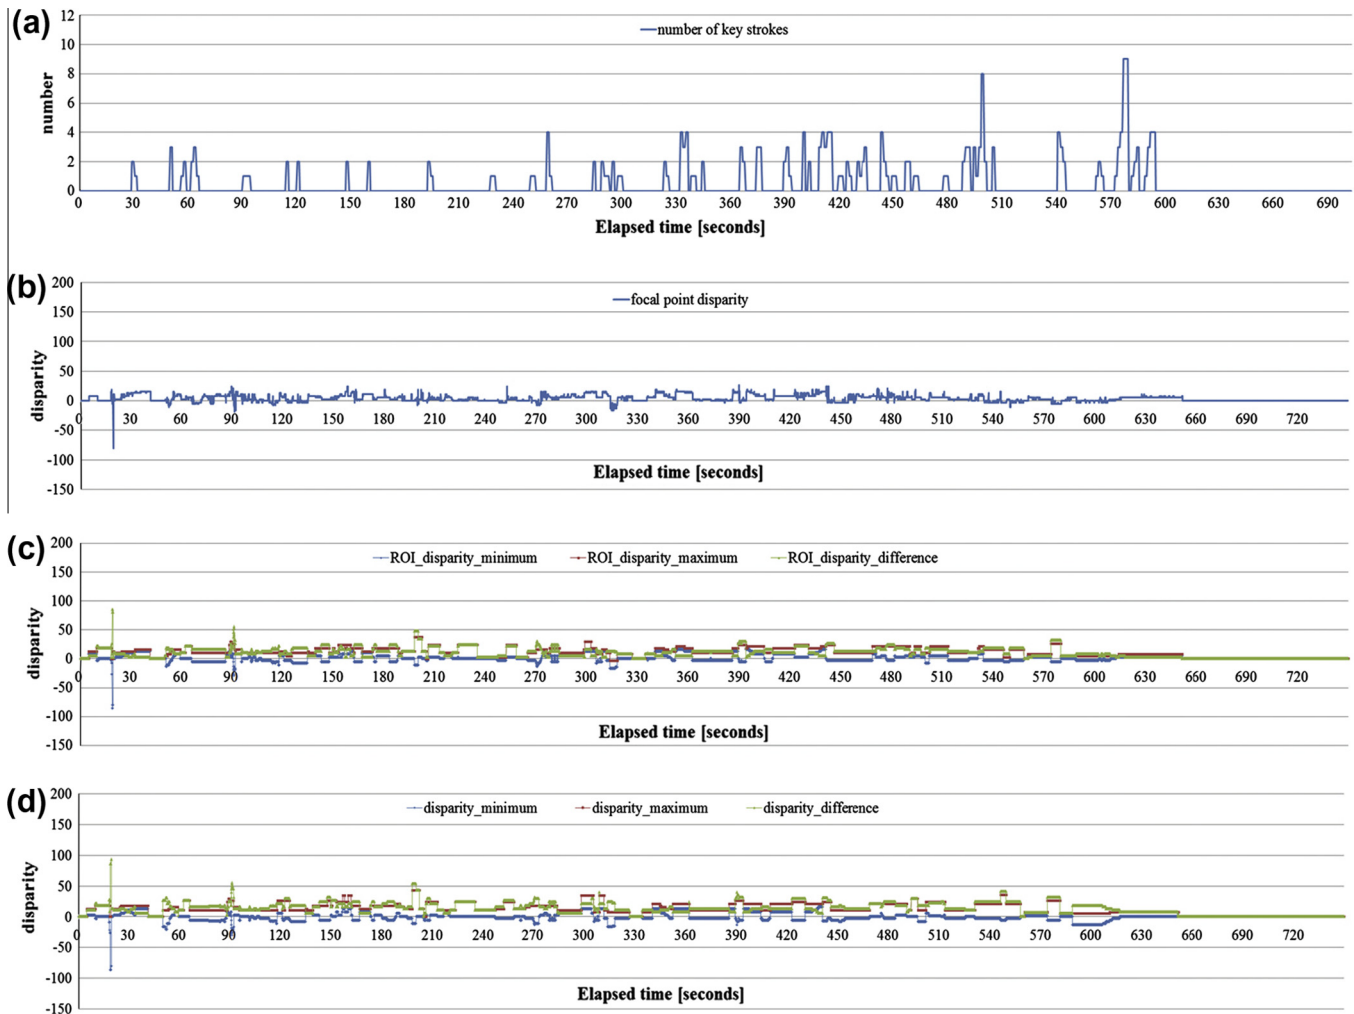 (a)
number of key strokes
12
10
8
6
4
2
0
number
0 30 60 90 120 150 180 210 240 270 300 330 360 390 420 450 480 510 540 570 600 630 660 690
Elapsed time [seconds]
(b)
focal point disparity
200
150
100
50
0
-50
-100
-150
disparity
0 30 60 90 120 150 180 210 240 270 300 330 360 390 420 450 480 510 540 570 600 630 660 690 720
Elapsed time [seconds]
(c)
ROI_disparity_minimum ROI_disparity_maximum ROI_disparity_difference
200
150
100
50
0
-50
-100
-150
disparity
0 30 60 90 120 150 180 210 240 270 300 330 360 390 420 450 480 510 540 570 600 630 660 690 720
Elapsed time [seconds]
(d)
disparity_minimum disparity_maximum disparity_difference
200
150
100
50
0
-50
-100
-150
disparity
0 30 60 90 120 150 180 210 240 270 300 330 360 390 420 450 480 510 540 570 600 630 660 690 720
Elapsed time [seconds]